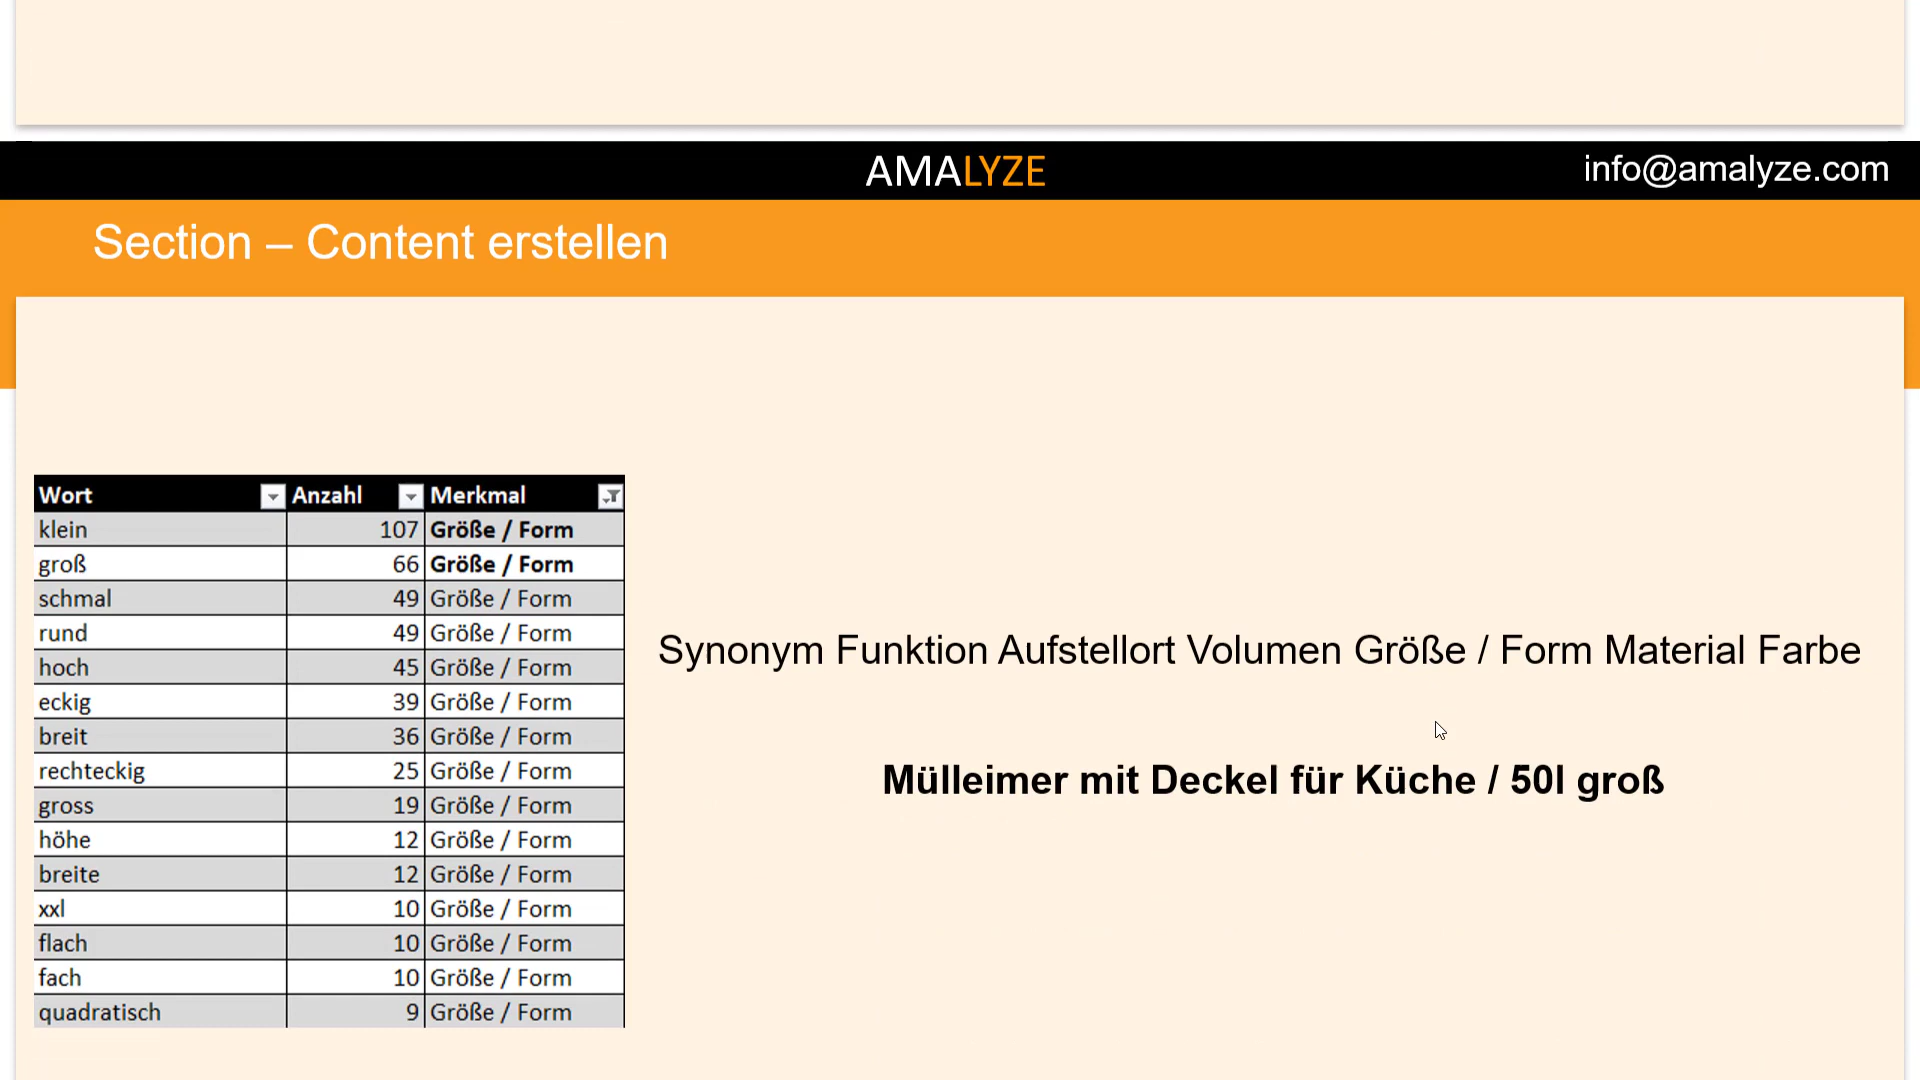 AMALYZE
info@amalyze.com
Section – Content erstellen
Wort Anzahl Merkmal
klein 107 Größe / Form
groß 66 Größe / Form
schmal 49 Größe / Form
rund 49 Größe / Form
hoch 45 Größe / Form
eckig 39 Größe / Form
breit 36 Größe / Form
rechteckig 25 Größe / Form
gross 19 Größe / Form
höhe 12 Größe / Form
breite 12 Größe / Form
xxl 10 Größe / Form
flach 10 Größe / Form
fach 10 Größe / Form
quadratisch 9 Größe / Form
Synonym Funktion Aufstellort Volumen Größe / Form Material Farbe
Mülleimer mit Deckel für Küche / 50l groß